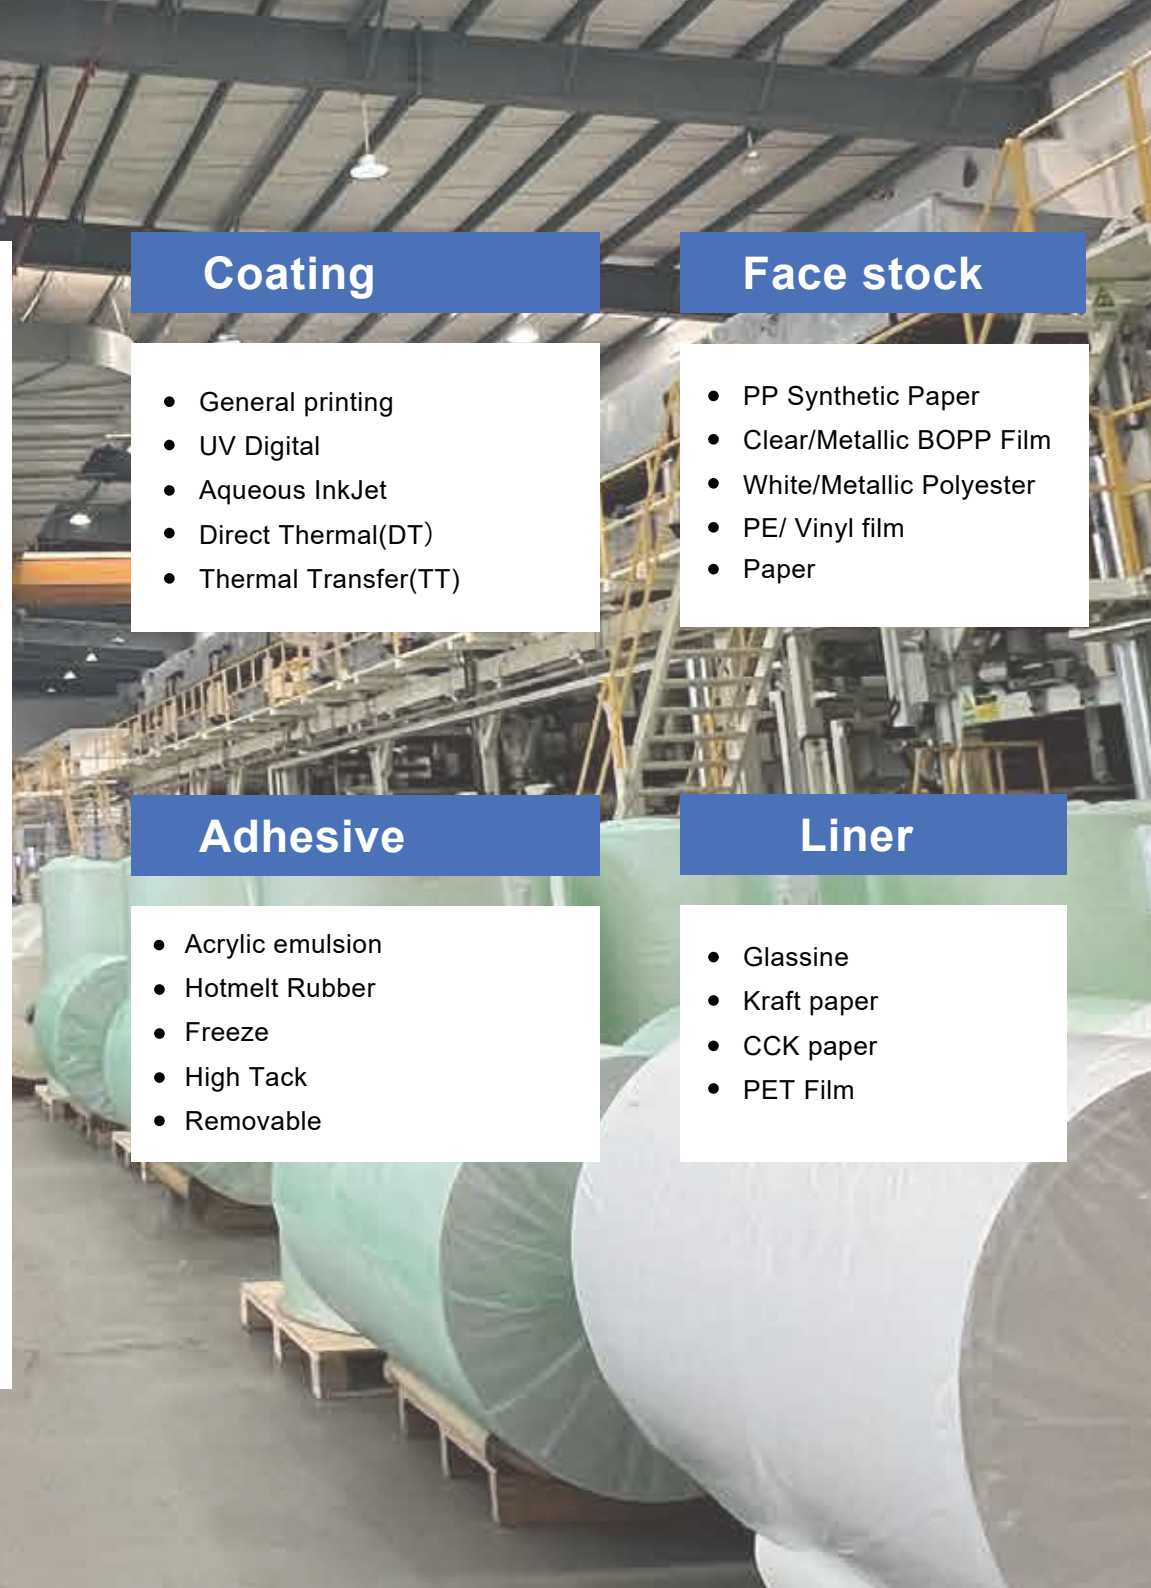 Coating
General printing
UV Digital
Aqueous InkJet
Direct Thermal(DT）
Thermal Transfer(TT)
Face stock
PP Synthetic Paper
Clear/Metallic BOPP Film
White/Metallic Polyester
PE/ Vinyl film
Paper
Adhesive
Acrylic emulsion
Hotmelt Rubber
Freeze
High Tack
Removable
Liner
Glassine
Kraft paper
CCK paper
PET Film